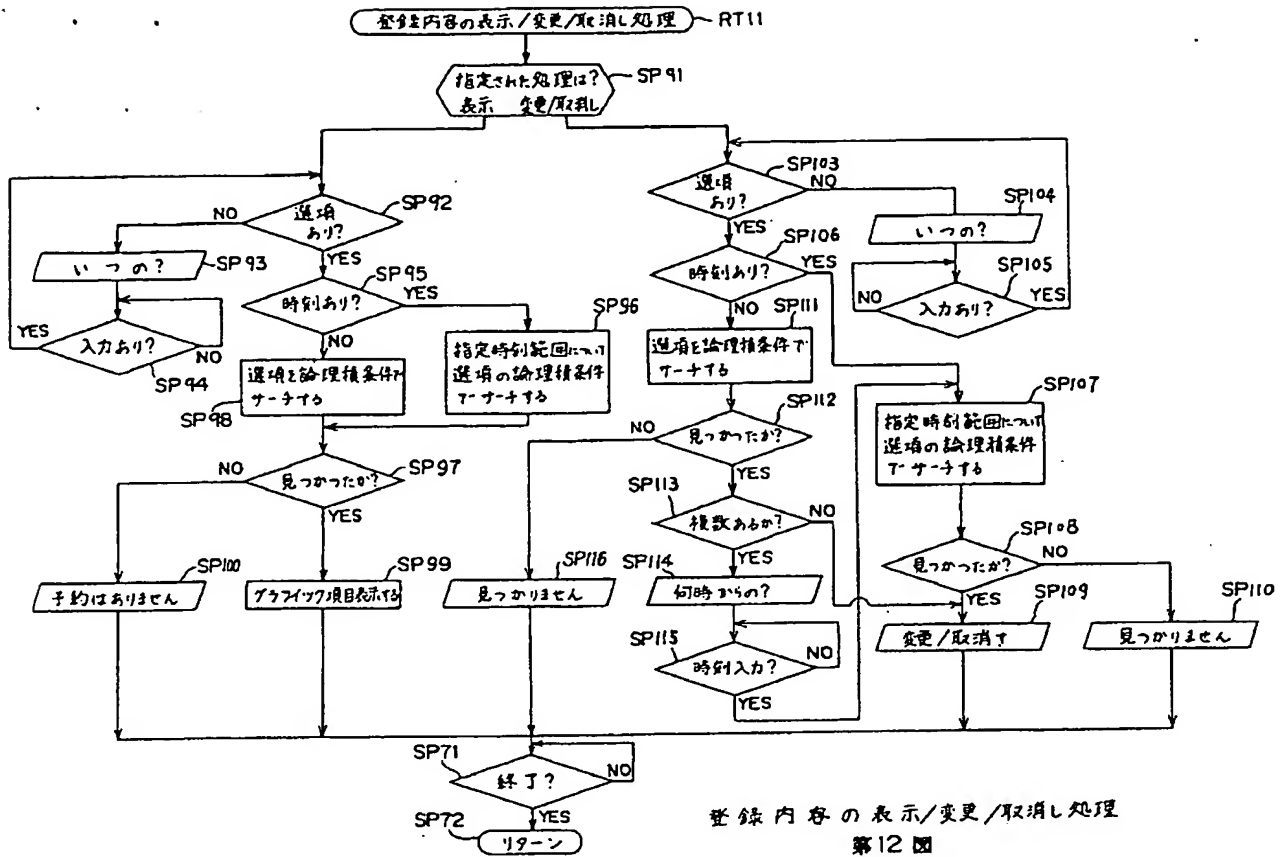 登録内容の表示/変更/取消し処理
RT11
指定された処理は?
表示 変更/取消し
SP91
選項
あり?
SP92
NO
YES
いつの?
SP93
入力あり?
YES
NO
SP94
時刻あり?
SP95
YES
NO
指定時刻範囲について
選項の論理積条件
でサーチする
SP96
選項を論理積条件で
サーチする
SP98
見つかったか?
SP97
NO
YES
予約はありません
SP100
グラフィック項目表示する
SP99
選項
あり?
SP103
NO
YES
いつの?
SP104
入力あり?
SP105
NO
YES
時刻あり?
SP106
YES
NO
選項を論理積条件で
サーチする
SP111
見つかったか?
SP112
NO
YES
複数あるか?
SP113
NO
YES
何時からの?
SP114
時刻入力?
SP115
NO
YES
見つかりません
SP116
指定時刻範囲について
選項の論理積条件
でサーチする
SP107
見つかったか?
SP108
NO
YES
変更/取消す
SP109
見つかりません
SP110
終了?
SP71
NO
YES
リターン
SP72
登録内容の表示/変更/取消し処理
第12図